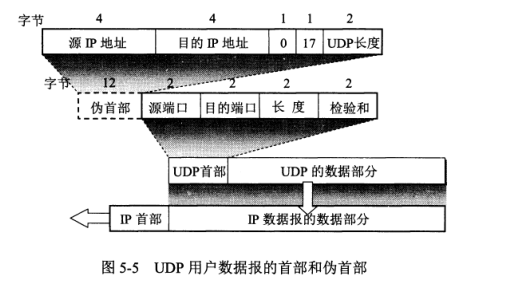 字节 4 4 1 1 2
源 IP 地址 目的 IP 地址 0 17 UDP长度
字节 12 2 2 2 2
伪首部 源端口 目的端口 长 度 检验和
UDP首部 UDP 的数据部分
IP 首部 IP 数据报的数据部分
图 5-5 UDP 用户数据报的首部和伪首部